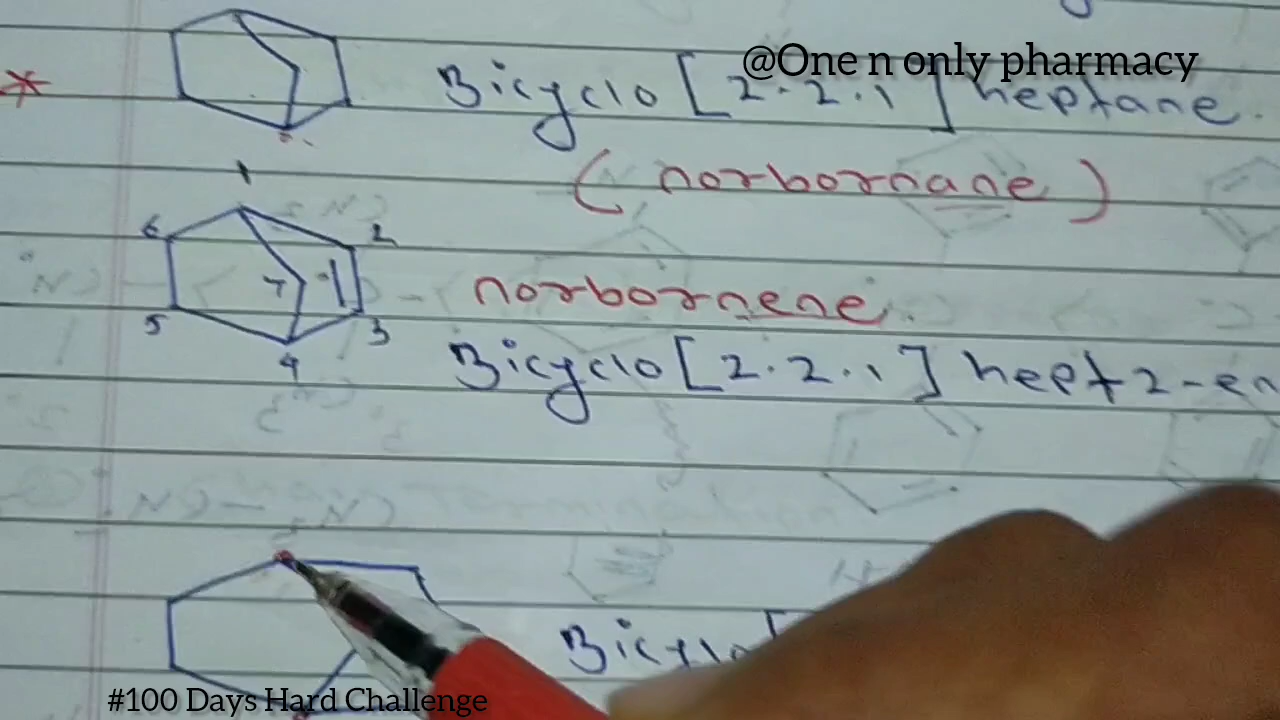 @One n only pharmacy
* Bicyclo [2.2.1] heptane.
(norbornane)
1
6 2
7
norbornene.
5 3
4
Bicyclo [2.2.1] hept 2-en
Bicyclo[
#100 Days Hard Challenge